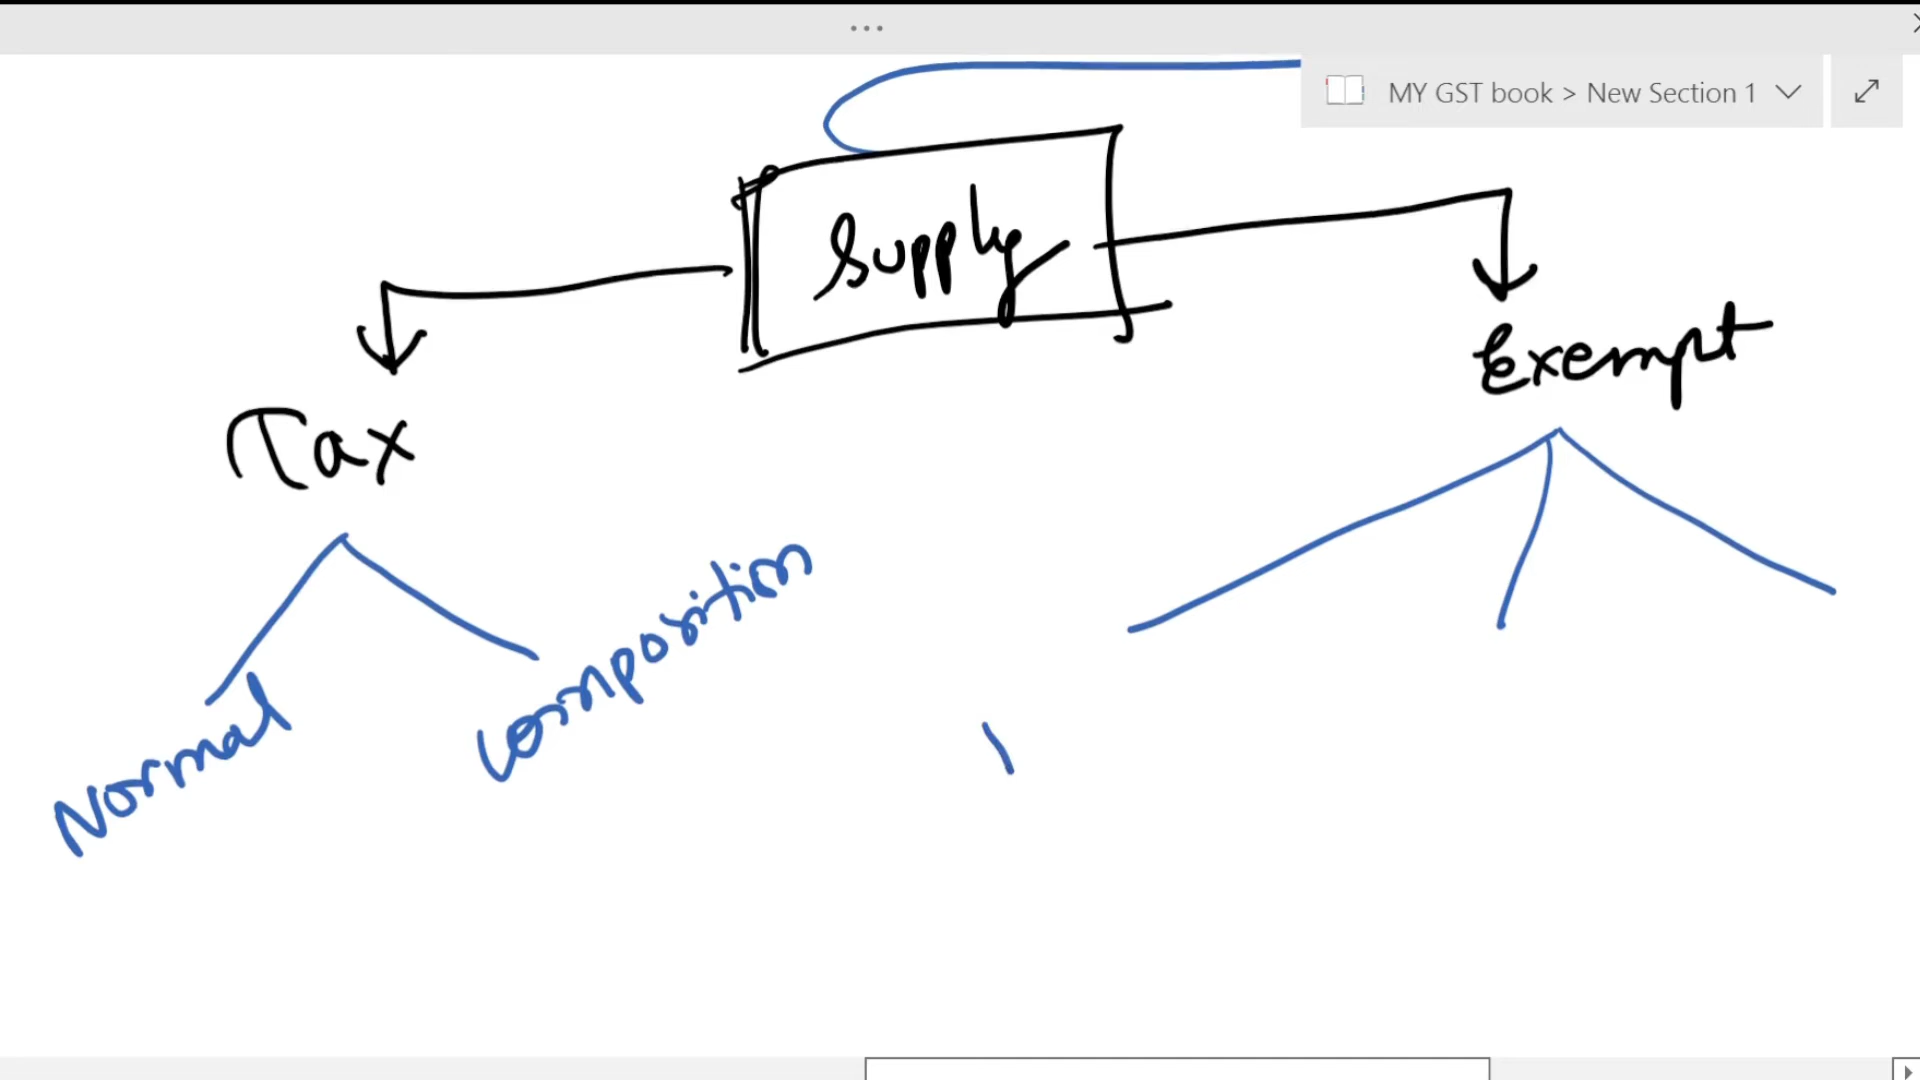 MY GST book > New Section 1
Supply
Tax
Exempt
Normal
Composition